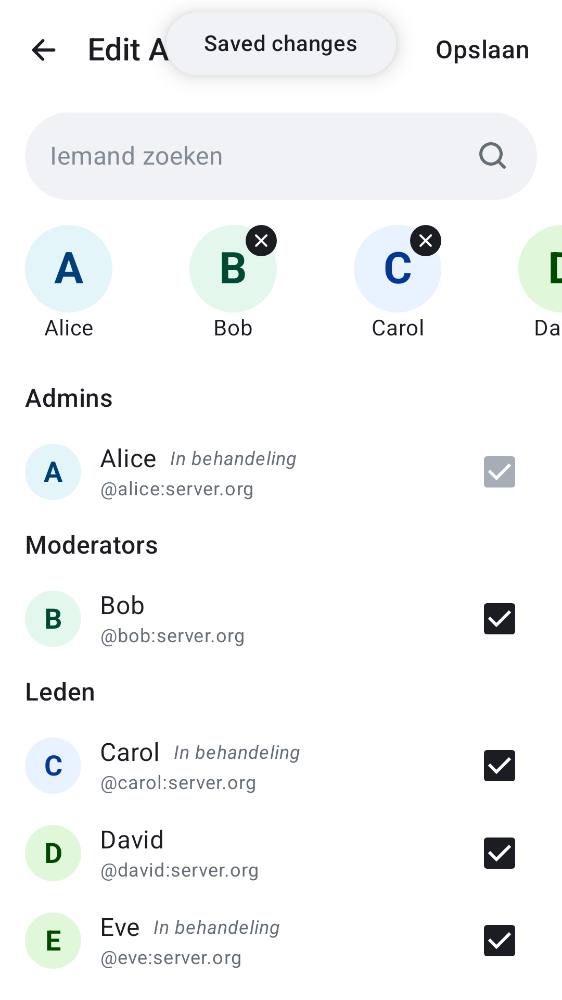 Edit A
Saved changes
Opslaan
Iemand zoeken
A
B
C
Alice
Bob
Carol
Da
Admins
A
Alice In behandeling
@alice:server.org
Moderators
B
Bob
@bob:server.org
Leden
C
Carol In behandeling
@carol:server.org
D
David
@david:server.org
E
Eve In behandeling
@eve:server.org